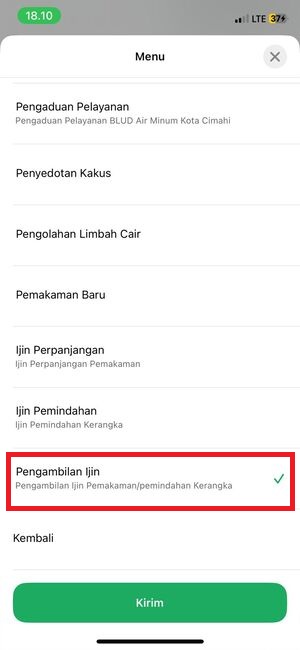 18.10
LTE 37
Menu
Pengaduan Pelayanan
Pengaduan Pelayanan BLUD Air Minum Kota Cimahi
Penyedotan Kakus
Pengolahan Limbah Cair
Pemakaman Baru
Ijin Perpanjangan
Ijin Perpanjangan Pemakaman
Ijin Pemindahan
Ijin Pemindahan Kerangka
Pengambilan Ijin
Pengambilan Ijin Pemakaman/pemindahan Kerangka
Kembali
Kirim